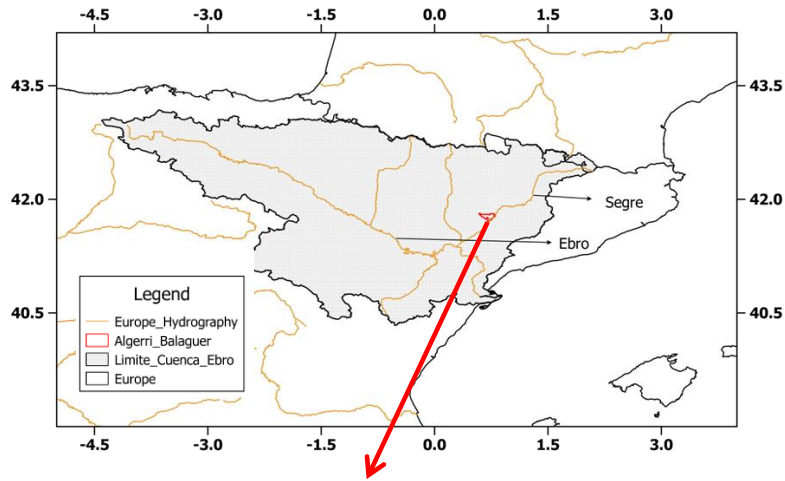 -4.5 -3.0 -1.5 0.0 1.5 3.0
43.5 43.5
42.0 42.0
Segre
Ebro
40.5 40.5
Legend
Europe_Hydrography
Algerri_Balaguer
Limite_Cuenca_Ebro
Europe
-4.5 -3.0 -1.5 0.0 1.5 3.0